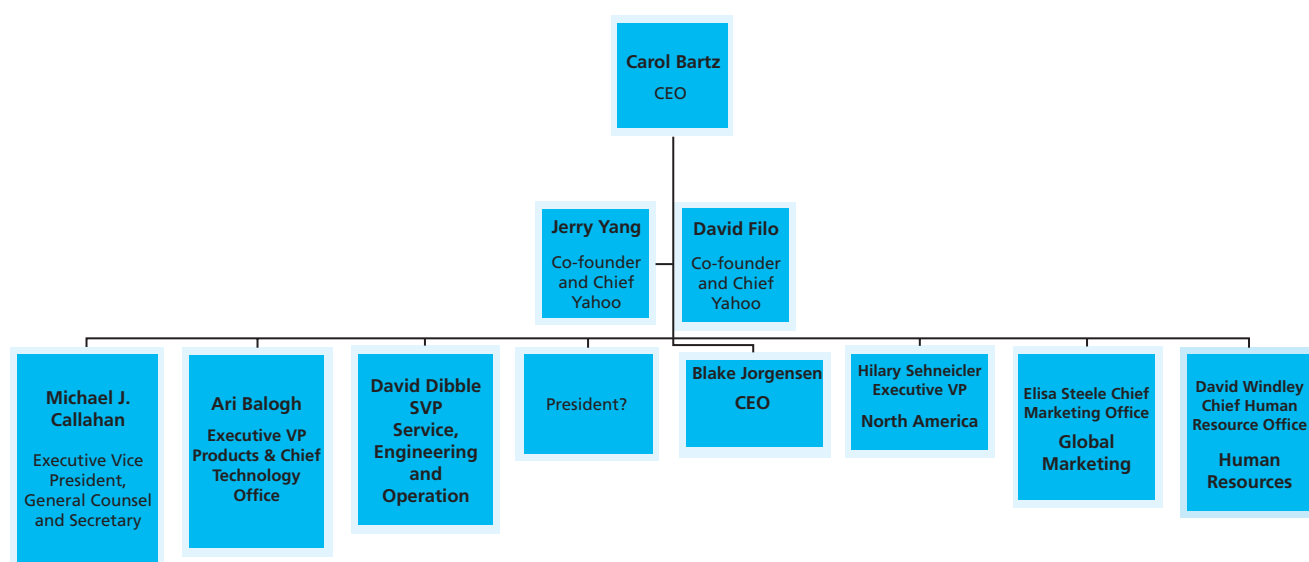 Carol Bartz
CEO
Jerry Yang
Co-founder
and Chief
Yahoo
David Filo
Co-founder
and Chief
Yahoo
Michael J.
Callahan
Executive Vice
President,
General Counsel
and Secretary
Ari Balogh
Executive VP
Products & Chief
Technology
Office
David Dibble
SVP
Service,
Engineering
and
Operation
President?
Blake Jorgensen
CEO
Hilary Sehneicler
Executive VP
North America
Elisa Steele Chief
Marketing Office
Global
Marketing
David Windley
Chief Human
Resource Office
Human
Resources